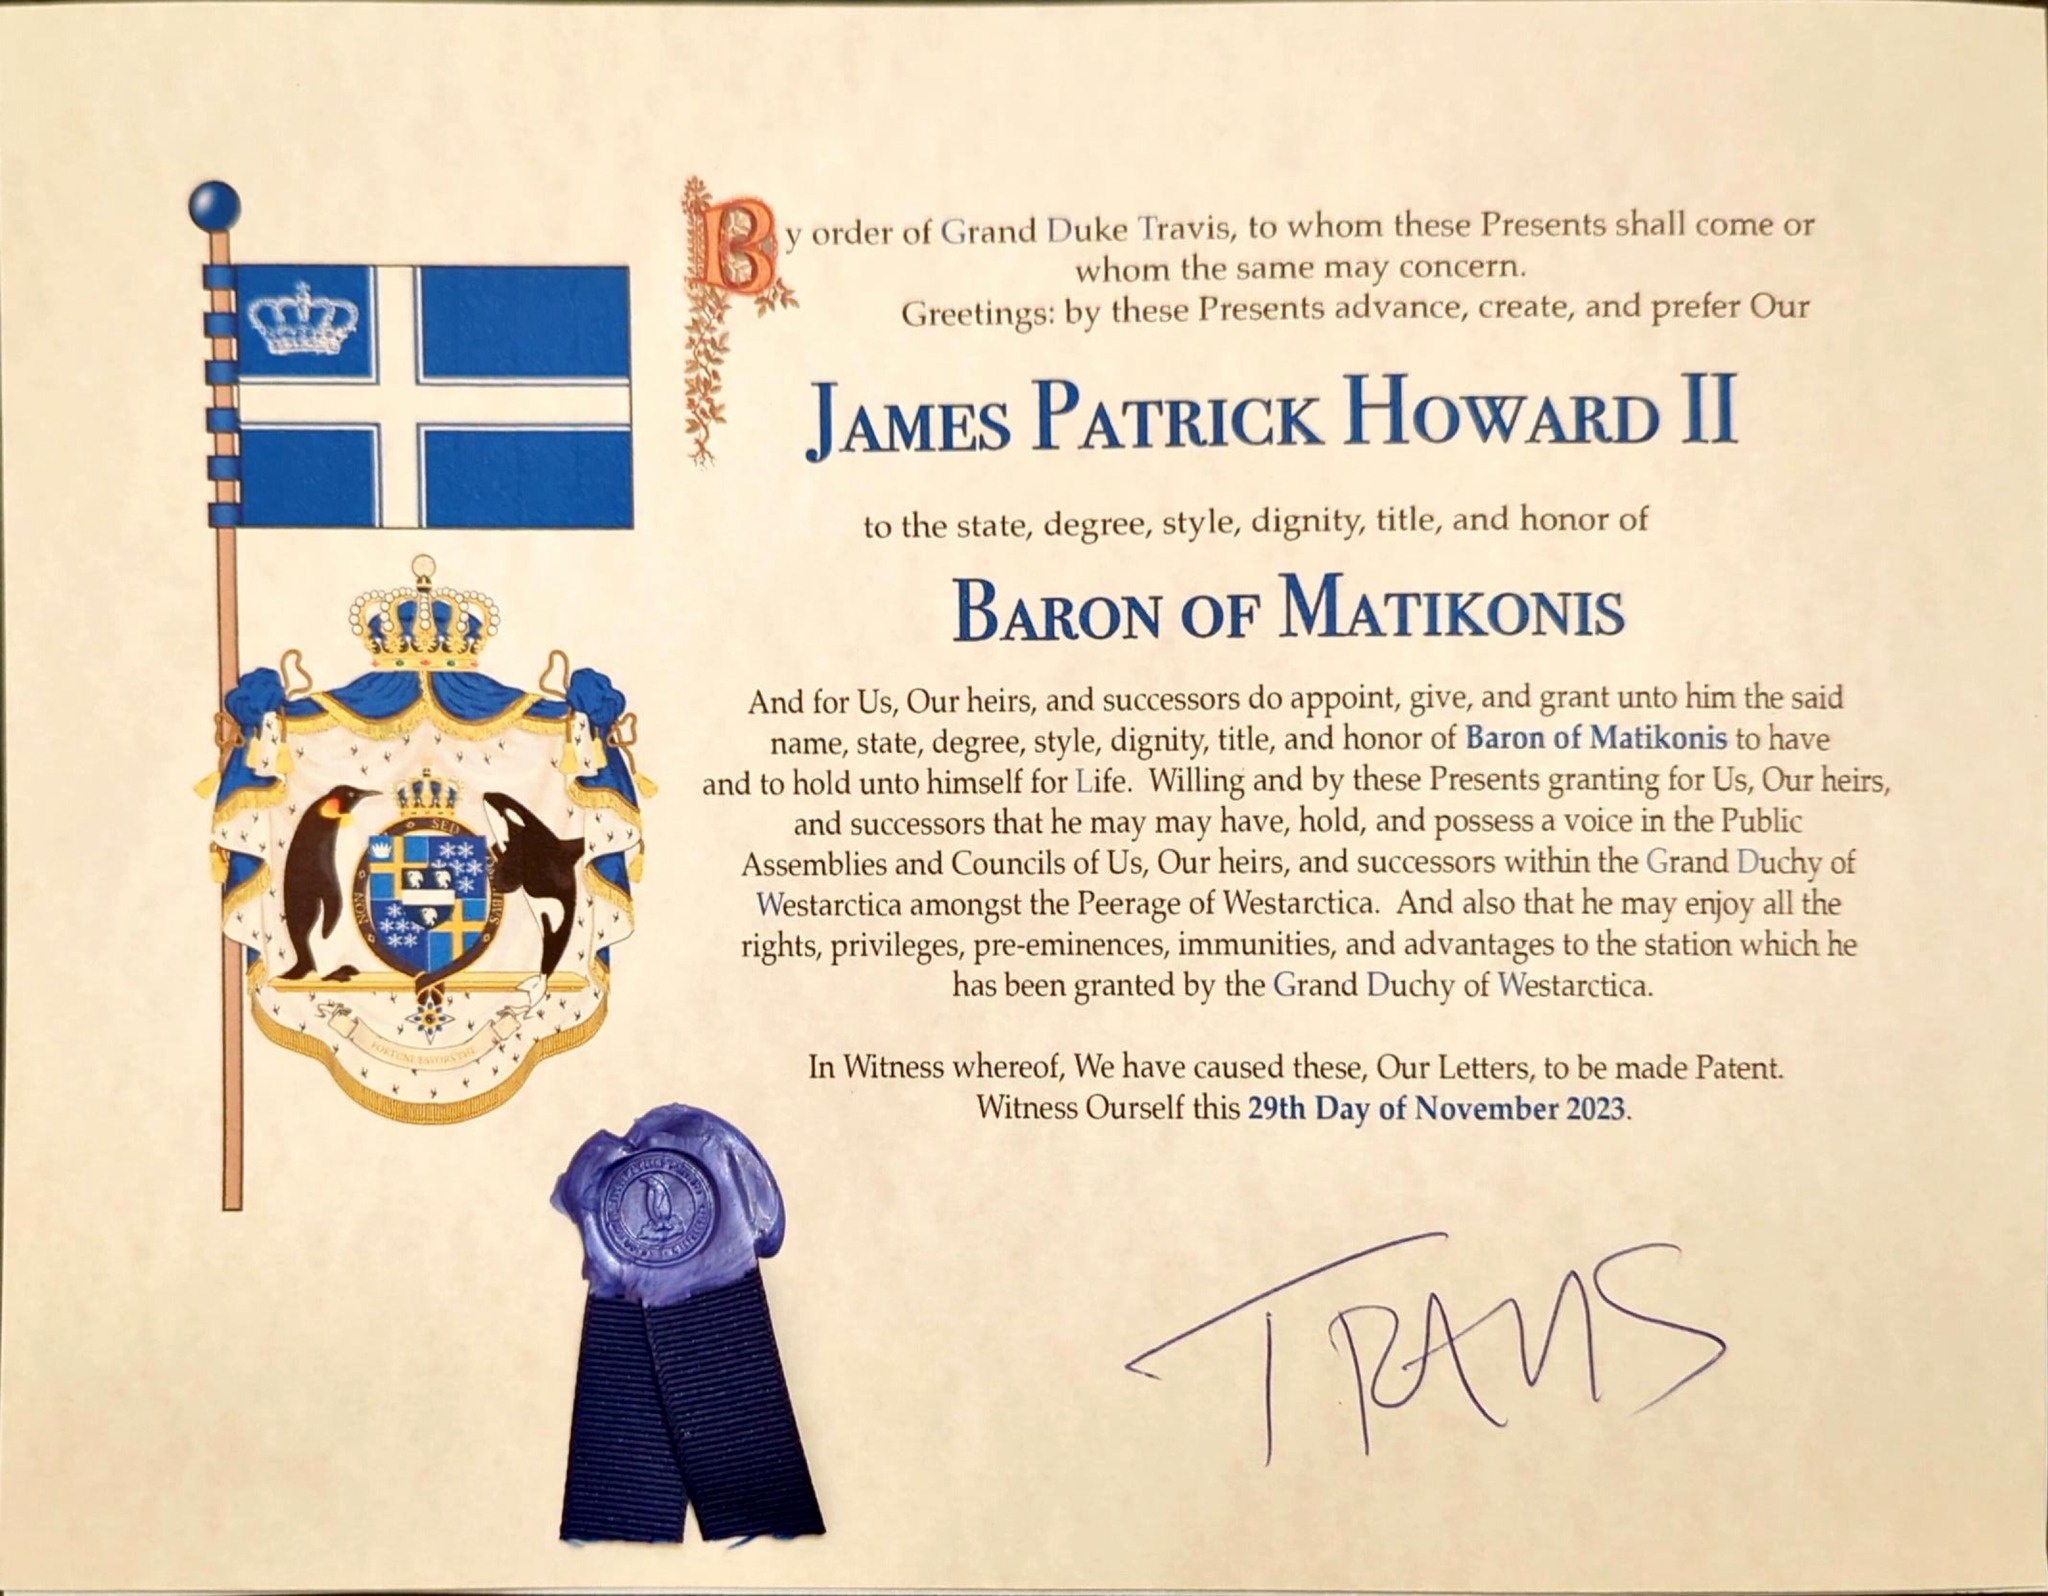 By order of Grand Duke Travis, to whom these Presents shall come or
whom the same may concern.
Greetings: by these Presents advance, create, and prefer Our
JAMES PATRICK HOWARD II
to the state, degree, style, dignity, title, and honor of
BARON OF MATIKONIS
And for Us, Our heirs, and successors do appoint, give, and grant unto him the said
name, state, degree, style, dignity, title, and honor of Baron of Matikonis to have
and to hold unto himself for Life. Willing and by these Presents granting for Us, Our heirs,
and successors that he may may have, hold, and possess a voice in the Public
Assemblies and Councils of Us, Our heirs, and successors within the Grand Duchy of
Westarctica amongst the Peerage of Westarctica. And also that he may enjoy all the
rights, privileges, pre-eminences, immunities, and advantages to the station which he
has been granted by the Grand Duchy of Westarctica.
In Witness whereof, We have caused these, Our Letters, to be made Patent.
Witness Ourself this 29th Day of November 2023.
NON SED
FORTUNE FAVORS THE
TRAVIS